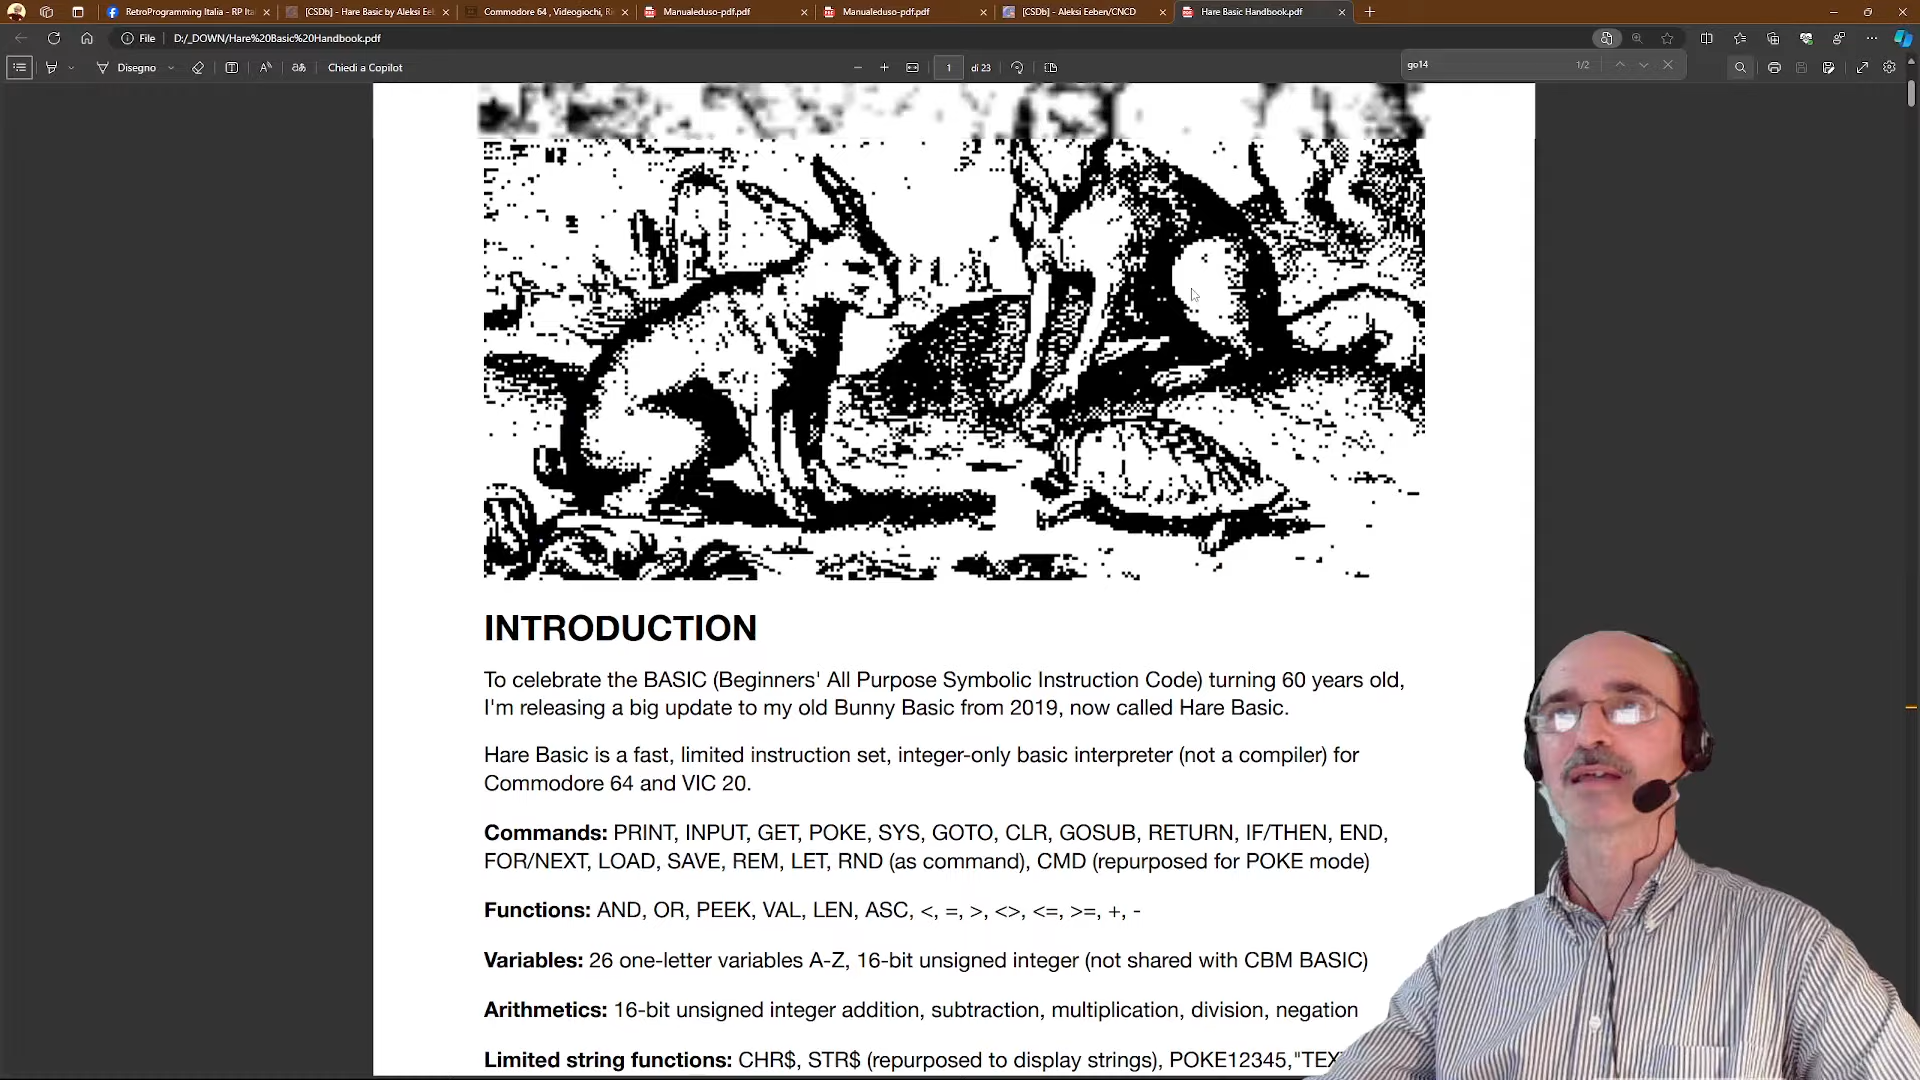 RetroProgramming Italia - RP Ita
[CSDb] - Hare Basic by Aleksi Eeb
Commodore 64 , Videogiochi, Ri
Manualeduso-pdf.pdf
Manualeduso-pdf.pdf
[CSDb] - Aleksi Eeben/CNCD
Hare Basic Handbook.pdf
File
D:/_DOWN/Hare%20Basic%20Handbook.pdf
Disegno
Chiedi a Copilot
1
di 23
go14
1/2
INTRODUCTION
To celebrate the BASIC (Beginners' All Purpose Symbolic Instruction Code) turning 60 years old,
I'm releasing a big update to my old Bunny Basic from 2019, now called Hare Basic.
Hare Basic is a fast, limited instruction set, integer-only basic interpreter (not a compiler) for
Commodore 64 and VIC 20.
Commands: PRINT, INPUT, GET, POKE, SYS, GOTO, CLR, GOSUB, RETURN, IF/THEN, END,
FOR/NEXT, LOAD, SAVE, REM, LET, RND (as command), CMD (repurposed for POKE mode)
Functions: AND, OR, PEEK, VAL, LEN, ASC, <, =, >, <>, <=, >=, +, -
Variables: 26 one-letter variables A-Z, 16-bit unsigned integer (not shared with CBM BASIC)
Arithmetics: 16-bit unsigned integer addition, subtraction, multiplication, division, negation
Limited string functions: CHR$, STR$ (repurposed to display strings), POKE12345,"TEX